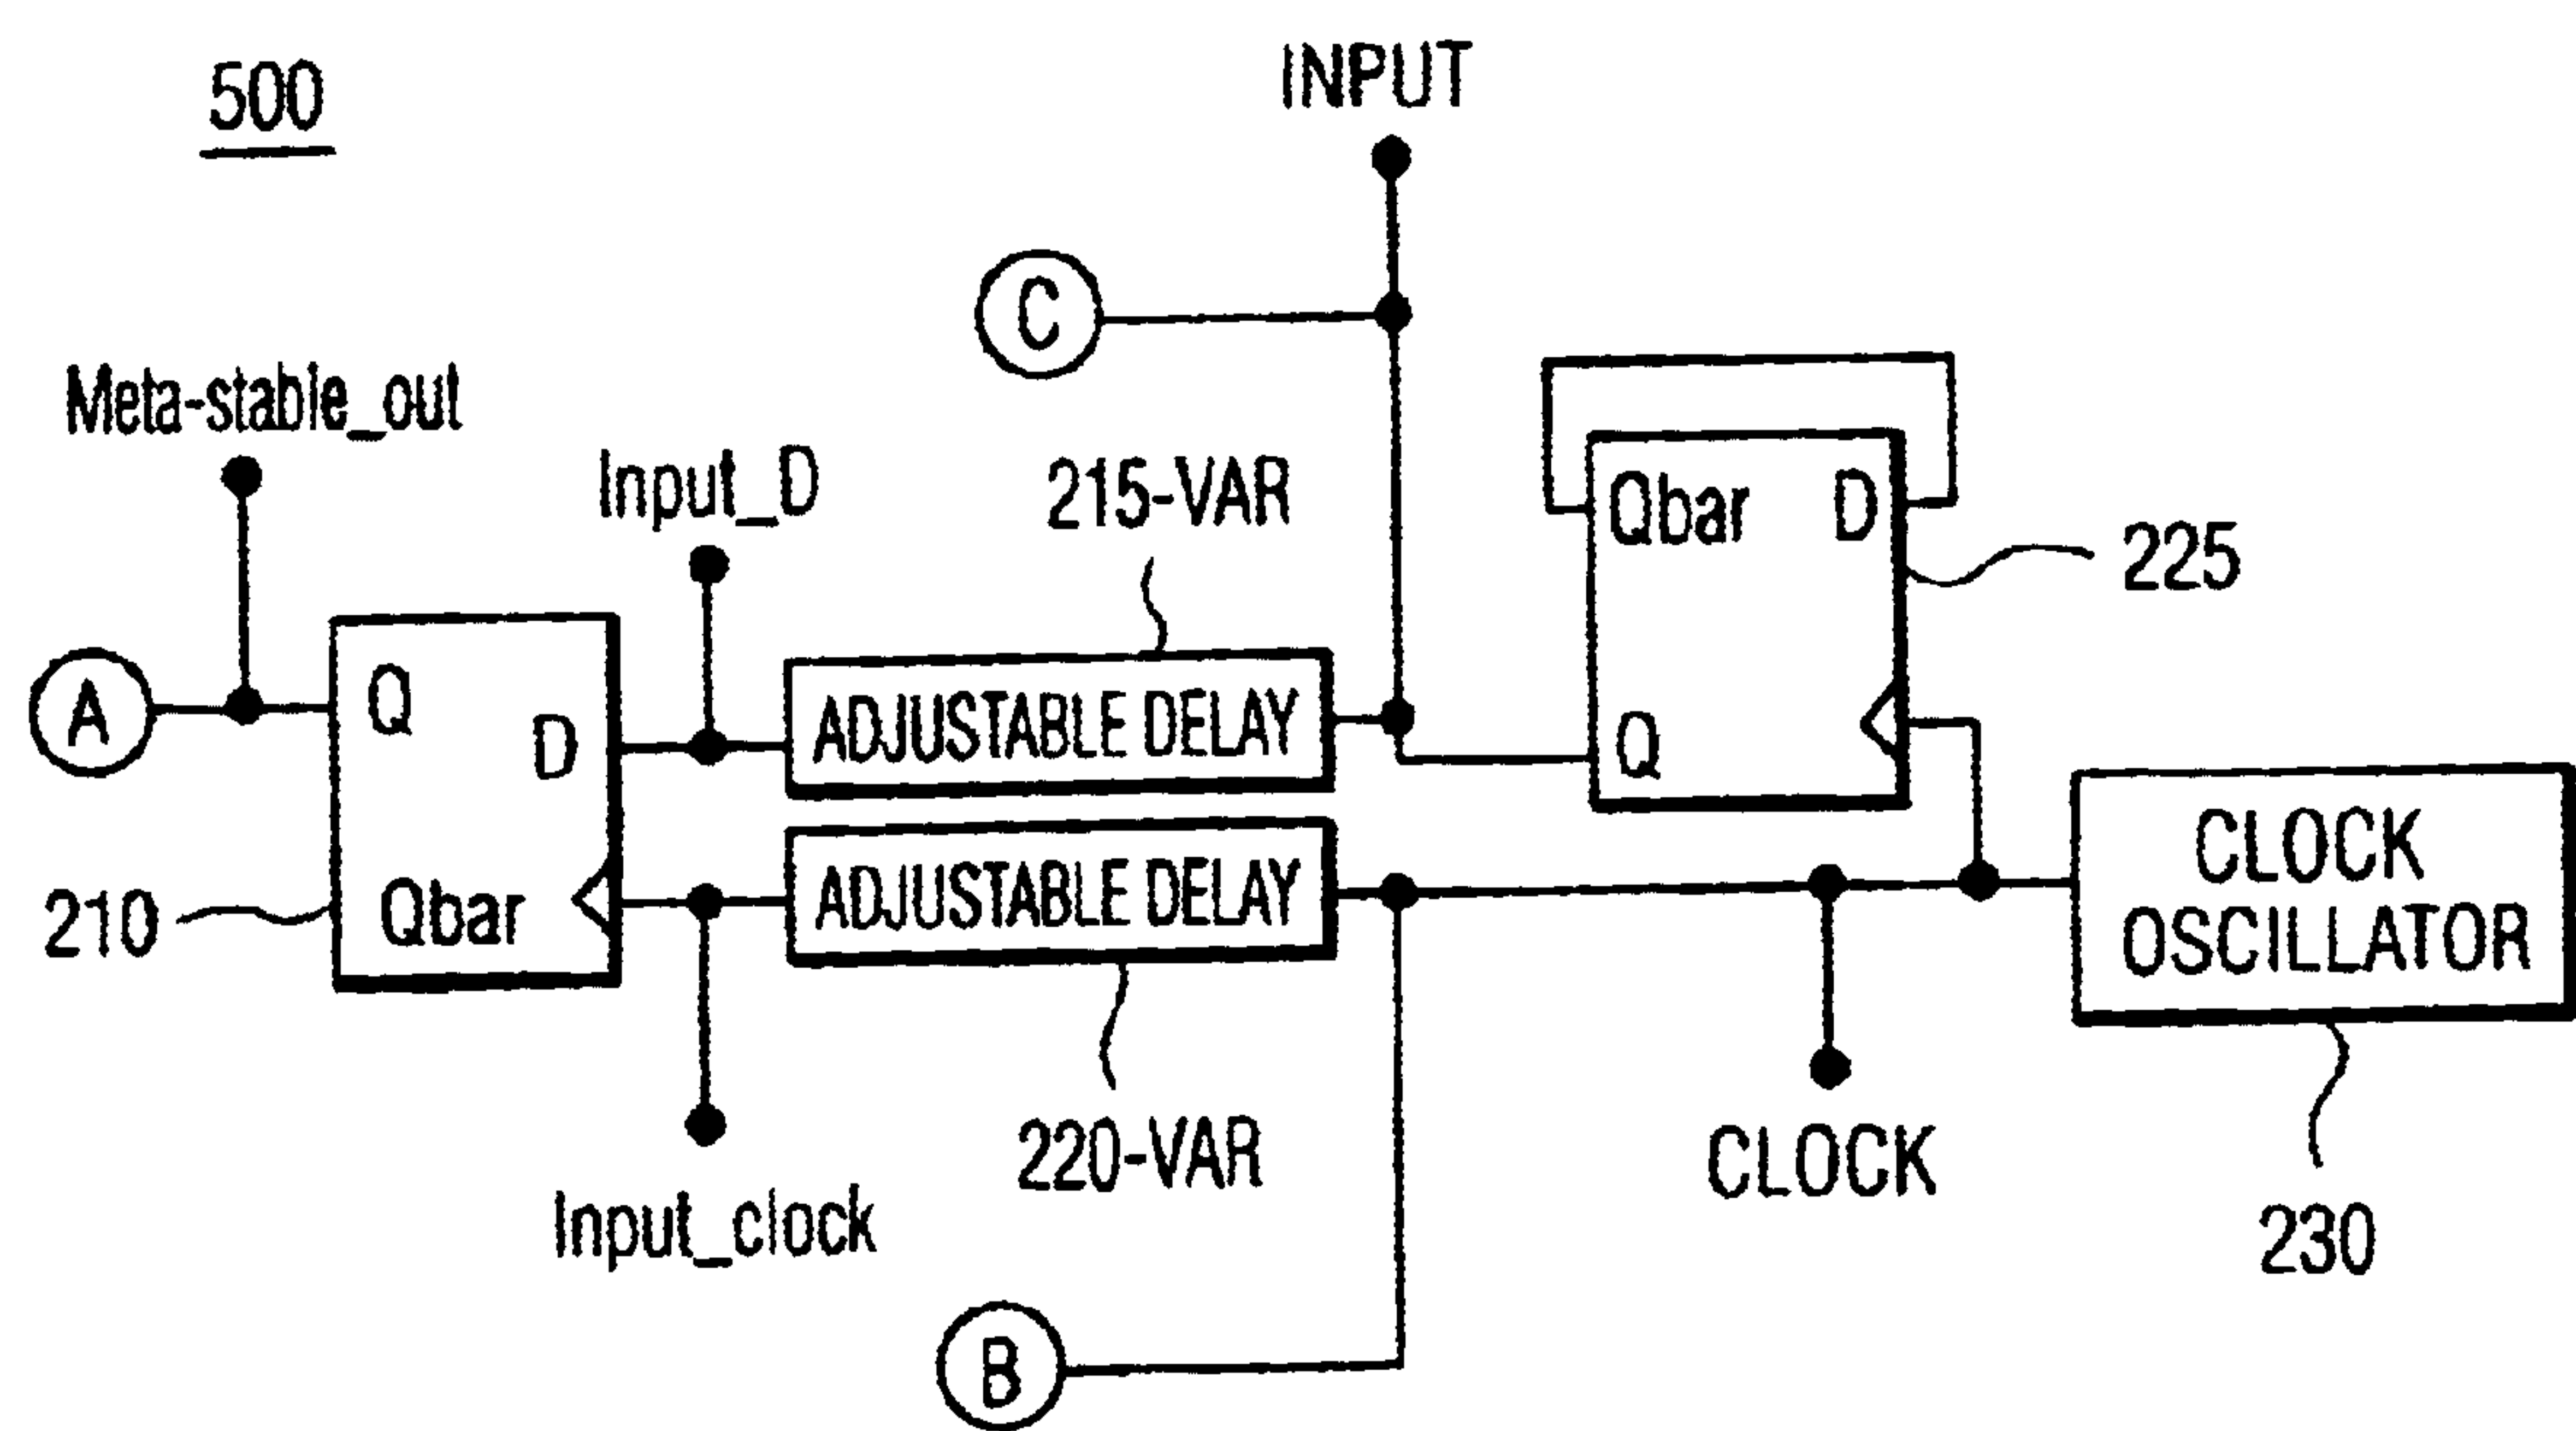 500
INPUT
C
Meta-stable_out
Input_D
215-VAR
Qbar D
225
A
Q
D
ADJUSTABLE DELAY
Q
CLOCK
OSCILLATOR
210
Qbar
ADJUSTABLE DELAY
220-VAR
CLOCK
Input_clock
230
B